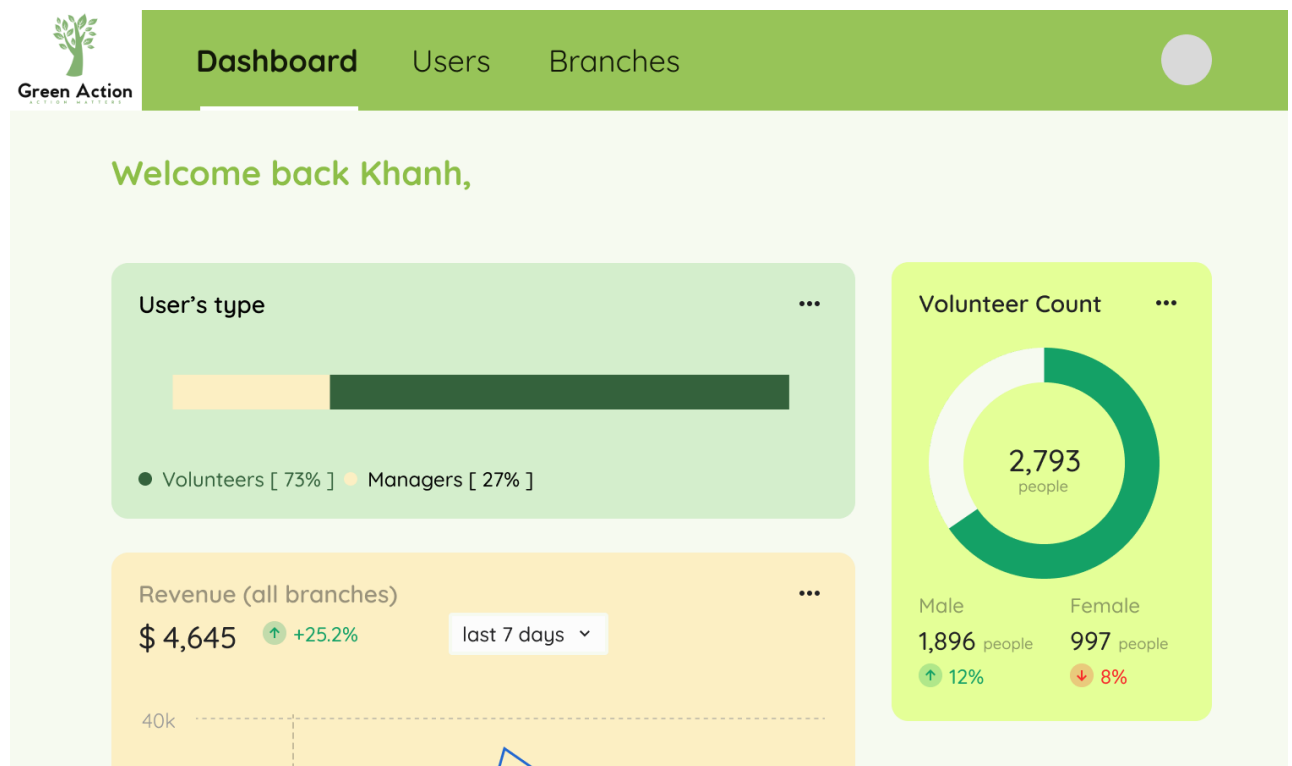 Green Action
ACTION MATTERS
Dashboard Users Branches
Welcome back Khanh,
User’s type
Volunteers [ 73% ] Managers [ 27% ]
Volunteer Count
2,793
people
Male Female
1,896 people 997 people
12% 8%
Revenue (all branches)
$ 4,645 +25.2% last 7 days
40k